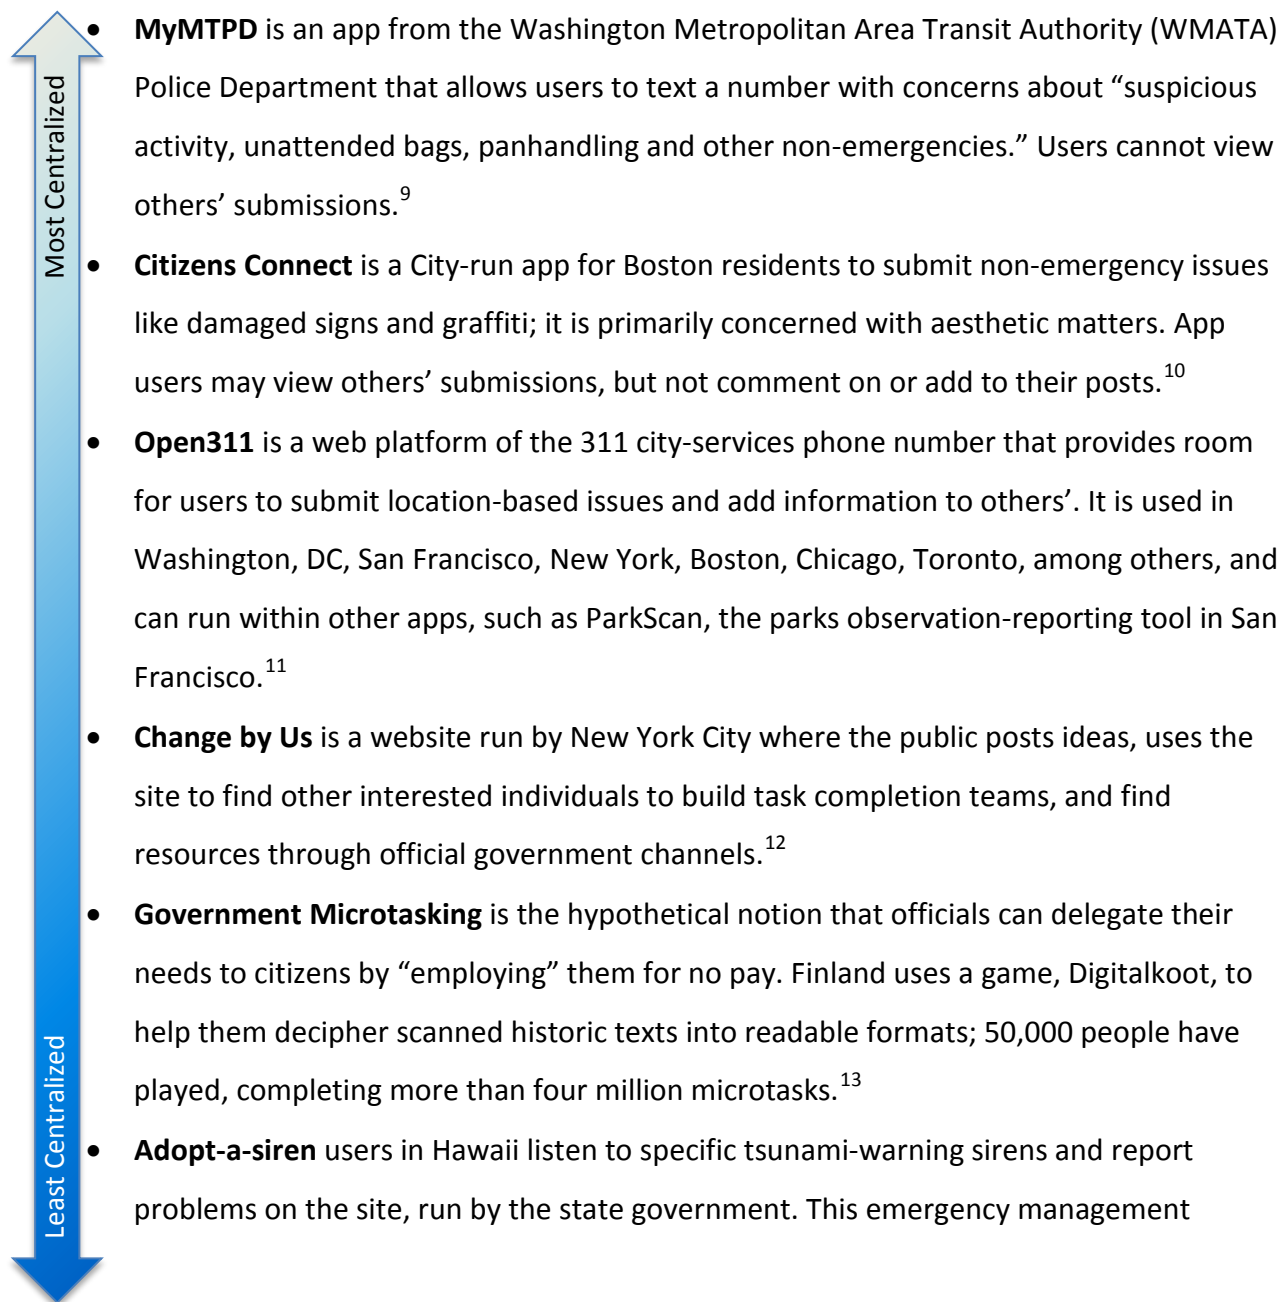 Most Centralized
• MyMTPD is an app from the Washington Metropolitan Area Transit Authority (WMATA)
Police Department that allows users to text a number with concerns about “suspicious
activity, unattended bags, panhandling and other non-emergencies.” Users cannot view
others’ submissions.9
• Citizens Connect is a City-run app for Boston residents to submit non-emergency issues
like damaged signs and graffiti; it is primarily concerned with aesthetic matters. App
users may view others’ submissions, but not comment on or add to their posts.10
• Open311 is a web platform of the 311 city-services phone number that provides room
for users to submit location-based issues and add information to others’. It is used in
Washington, DC, San Francisco, New York, Boston, Chicago, Toronto, among others, and
can run within other apps, such as ParkScan, the parks observation-reporting tool in San
Francisco.11
• Change by Us is a website run by New York City where the public posts ideas, uses the
site to find other interested individuals to build task completion teams, and find
resources through official government channels.12
• Government Microtasking is the hypothetical notion that officials can delegate their
needs to citizens by “employing” them for no pay. Finland uses a game, Digitalkoot, to
help them decipher scanned historic texts into readable formats; 50,000 people have
played, completing more than four million microtasks.13
Least Centralized
• Adopt-a-siren users in Hawaii listen to specific tsunami-warning sirens and report
problems on the site, run by the state government. This emergency management